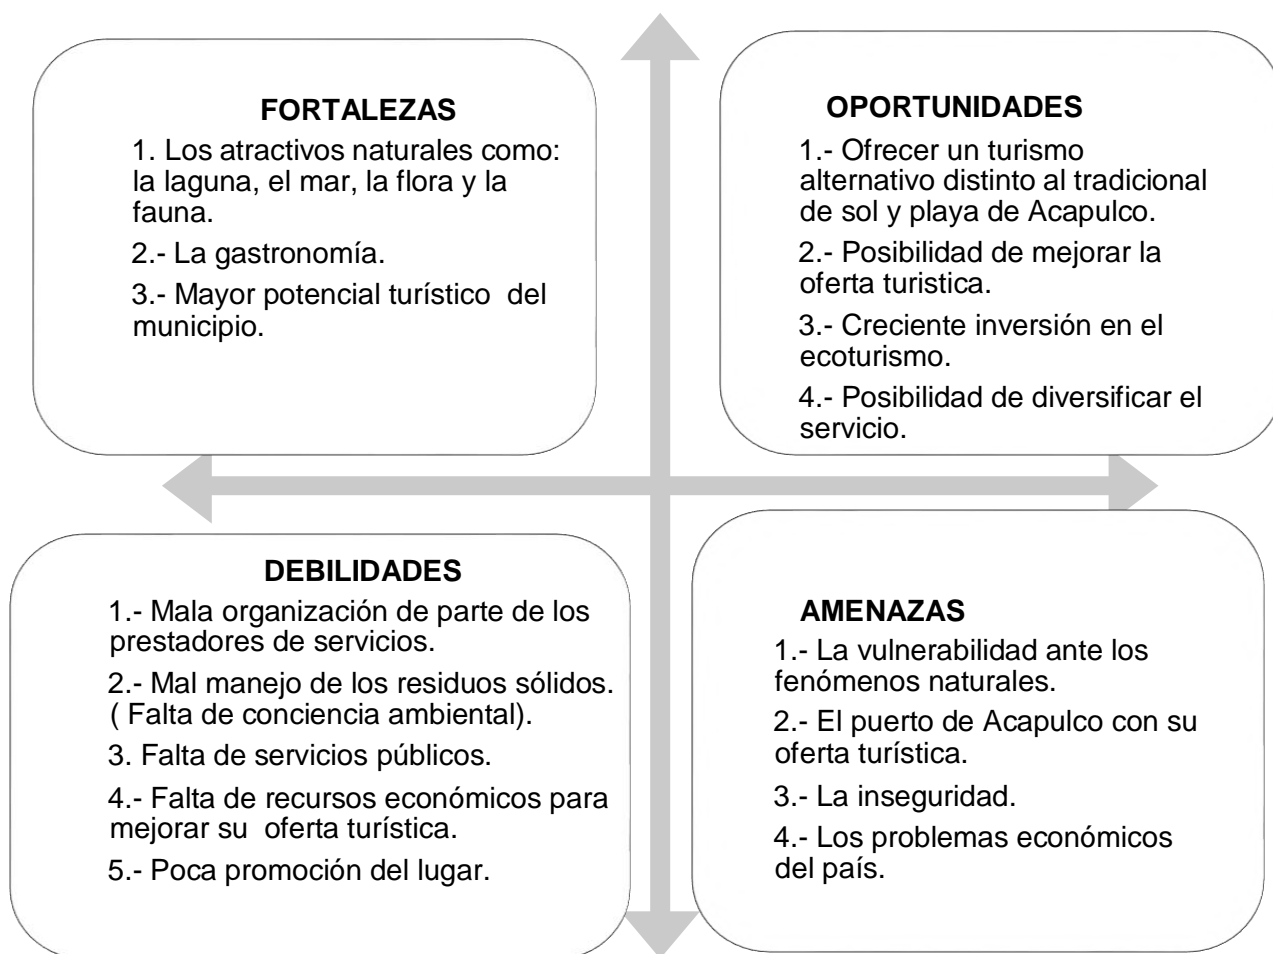 FORTALEZAS
1. Los atractivos naturales como:
la laguna, el mar, la flora y la
fauna.
2.- La gastronomía.
3.- Mayor potencial turístico  del
municipio.
OPORTUNIDADES
1.- Ofrecer un turismo
alternativo distinto al tradicional
de sol y playa de Acapulco.
2.- Posibilidad de mejorar la
oferta turistica.
3.- Creciente inversión en el
ecoturismo.
4.- Posibilidad de diversificar el
servicio.
DEBILIDADES
1.- Mala organización de parte de los
prestadores de servicios.
2.- Mal manejo de los residuos sólidos.
( Falta de conciencia ambiental).
3. Falta de servicios públicos.
4.- Falta de recursos económicos para
mejorar su  oferta turística.
5.- Poca promoción del lugar.
AMENAZAS
1.- La vulnerabilidad ante los
fenómenos naturales.
2.- El puerto de Acapulco con su
oferta turística.
3.- La inseguridad.
4.- Los problemas económicos
del país.